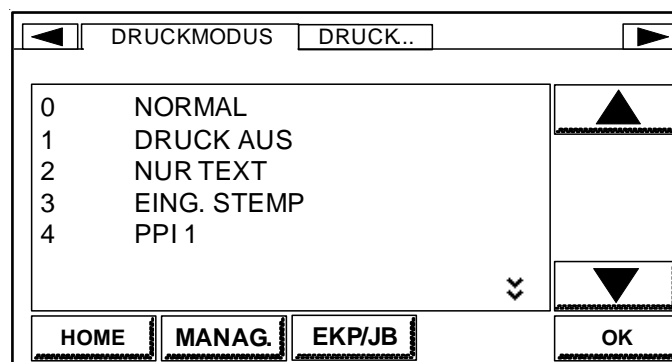 DRUCKMODUS DRUCK..
0 NORMAL
1 DRUCK AUS
2 NUR TEXT
3 EING. STEMP
4 PPI 1
HOME MANAG. EKP/JB OK